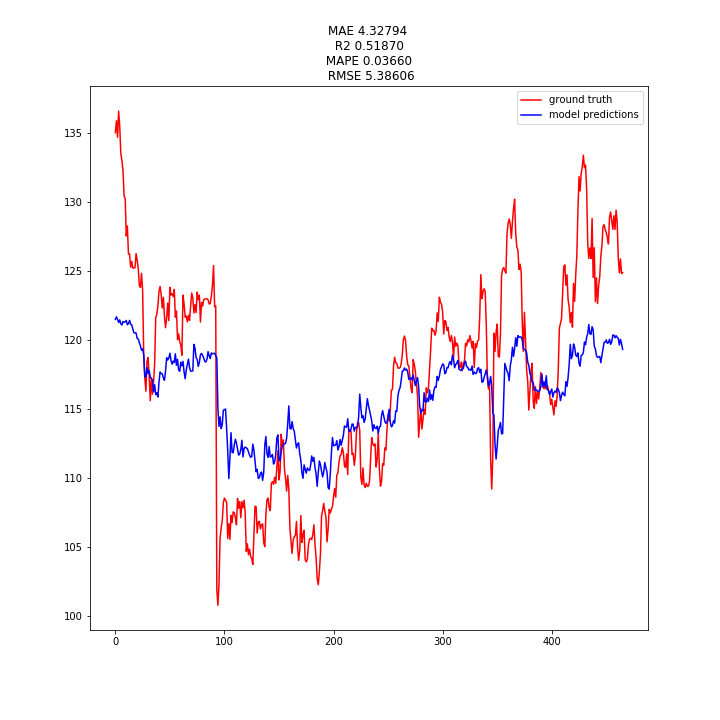 MAE 4.32794
R2 0.51870
MAPE 0.03660
RMSE 5.38606
ground truth
model predictions
135
130
125
120
115
110
105
100
0 100 200 300 400